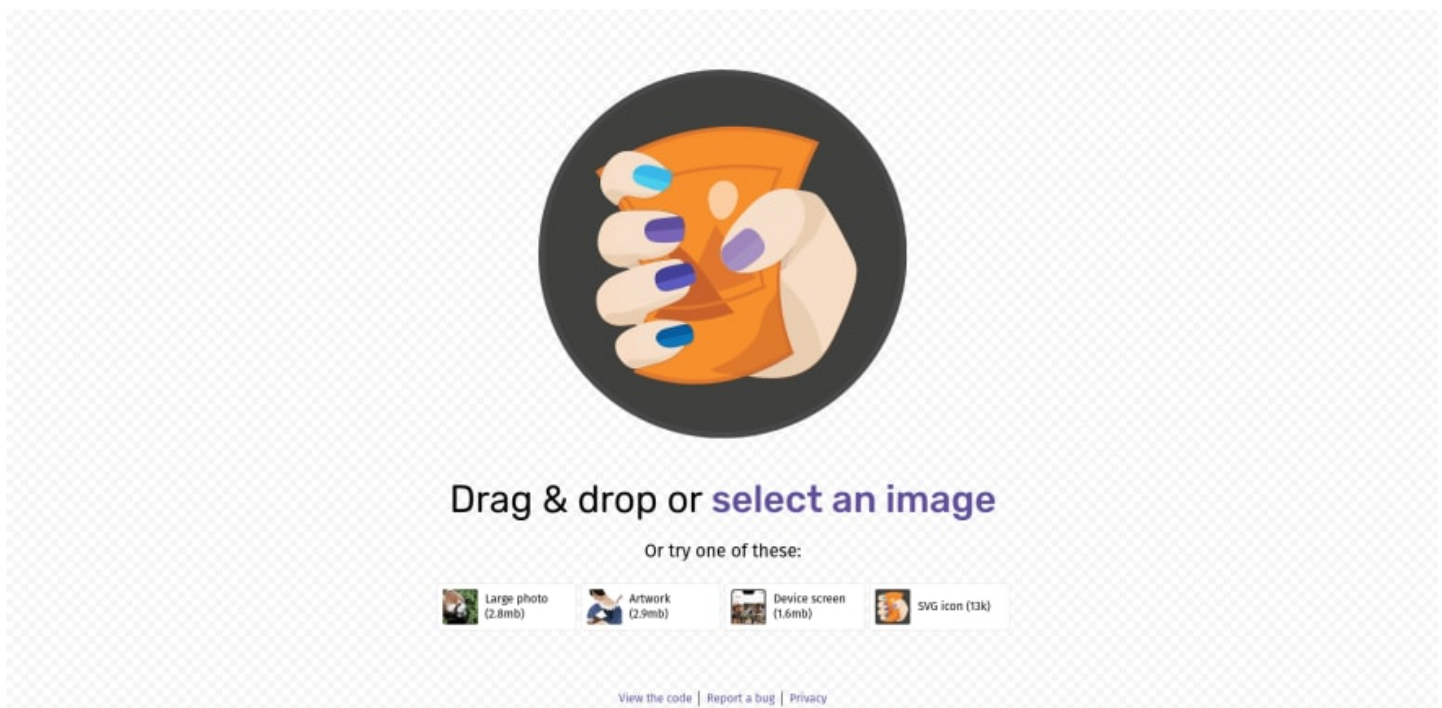 Drag & drop or select an image
Or try one of these:
Large photo
(2.8mb)
Artwork
(2.9mb)
Device screen
(1.6mb)
SVG icon (13k)
View the code | Report a bug | Privacy